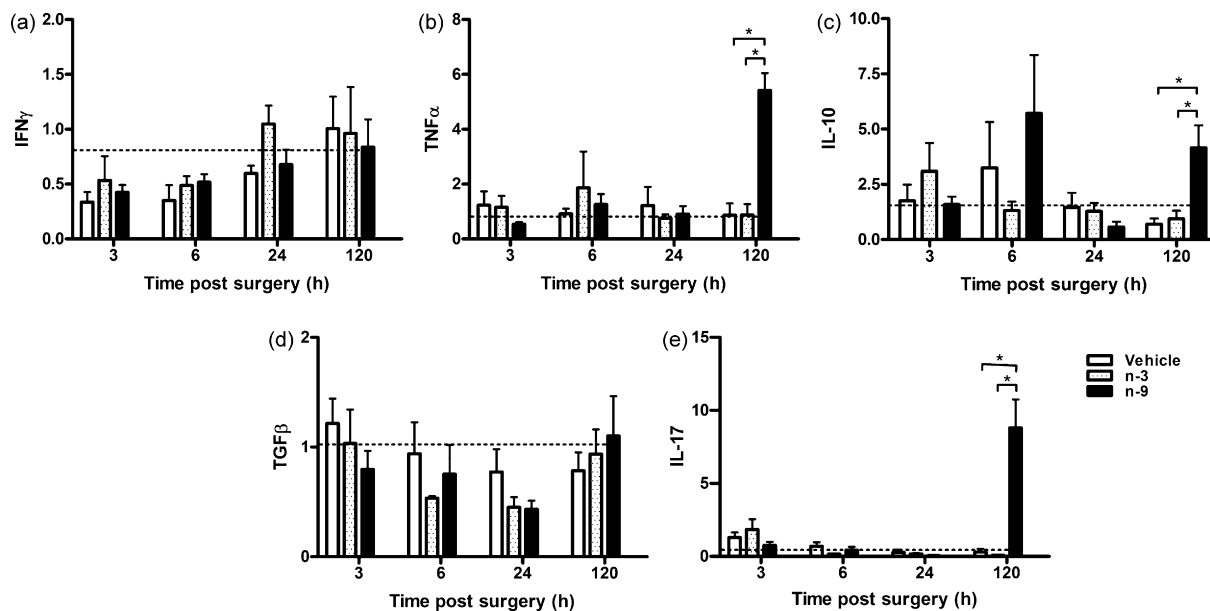 (a)
IFNγ
2.0
1.5
1.0
0.5
0.0
3 6 24 120
Time post surgery (h)
(b)
TNFα
8
6
4
2
0
* 
*
3 6 24 120
Time post surgery (h)
(c)
IL-10
10.0
7.5
5.0
2.5
0.0
*
*
3 6 24 120
Time post surgery (h)
(d)
TGFβ
2
1
0
3 6 24 120
Time post surgery (h)
(e)
IL-17
15
10
5
0
*
*
3 6 24 120
Time post surgery (h)
Vehicle
n-3
n-9